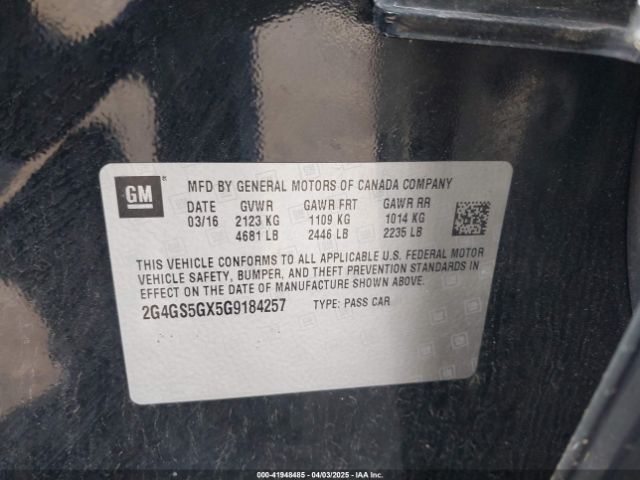 GM ®
MFD BY GENERAL MOTORS OF CANADA COMPANY
DATE GVWR GAWR FRT GAWR RR
03/16 2123 KG 1109 KG 1014 KG
4681 LB 2446 LB 2235 LB
THIS VEHICLE CONFORMS TO ALL APPLICABLE U.S. FEDERAL MOTOR
VEHICLE SAFETY, BUMPER, AND THEFT PREVENTION STANDARDS IN
EFFECT ON THE DATE OF MANUFACTURE SHOWN ABOVE.
2G4GS5GX5G9184257 TYPE: PASS CAR
000-41948485 - 04/03/2025 - IAA Inc.